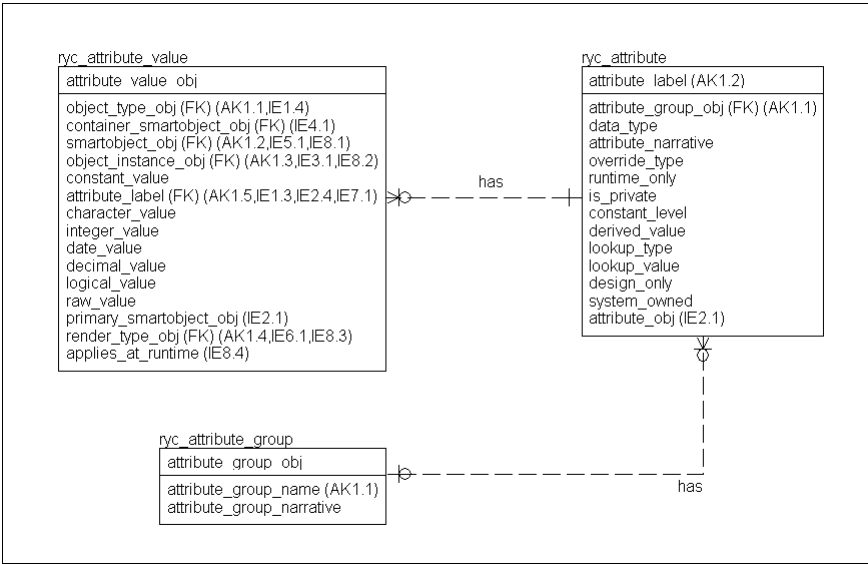 ryc_attribute_value
attribute_value_obj
object_type_obj (FK) (AK1.1,IE1.4)
container_smartobject_obj (FK) (IE4.1)
smartobject_obj (FK) (AK1.2,IE5.1,IE8.1)
object_instance_obj (FK) (AK1.3,IE3.1,IE8.2)
constant_value
attribute_label (FK) (AK1.5,IE1.3,IE2.4,IE7.1)
character_value
integer_value
date_value
decimal_value
logical_value
raw_value
primary_smartobject_obj (IE2.1)
render_type_obj (FK) (AK1.4,IE6.1,IE8.3)
applies_at_runtime (IE8.4)
has
ryc_attribute
attribute_label (AK1.2)
attribute_group_obj (FK) (AK1.1)
data_type
attribute_narrative
override_type
runtime_only
is_private
constant_level
derived_value
lookup_type
lookup_value
design_only
system_owned
attribute_obj (IE2.1)
ryc_attribute_group
attribute_group_obj
attribute_group_name (AK1.1)
attribute_group_narrative
has